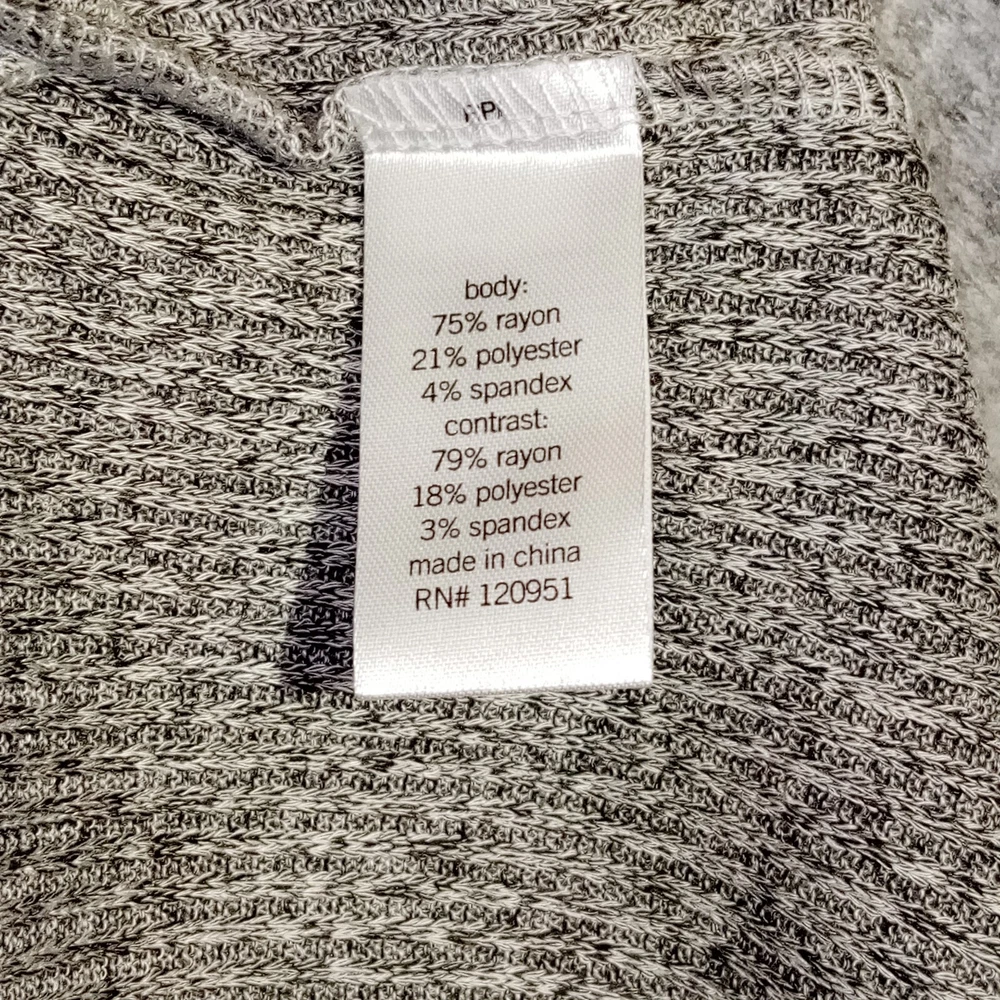 body:
75% rayon
21% polyester
4% spandex
contrast:
79% rayon
18% polyester
3% spandex
made in china
RN# 120951